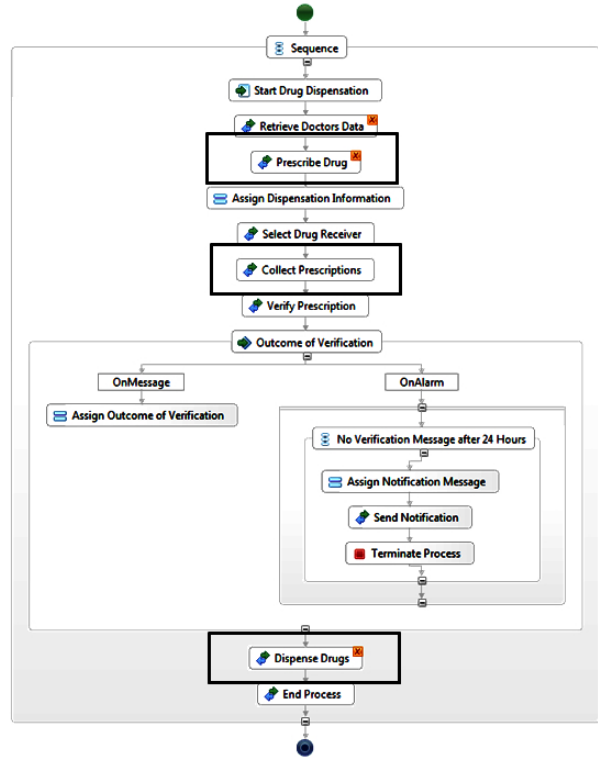 Sequence
Start Drug Dispensation
Retrieve Doctors Data
Prescribe Drug
Assign Dispensation Information
Select Drug Receiver
Collect Prescriptions
Verify Prescription
Outcome of Verification
OnMessage
OnAlarm
Assign Outcome of Verification
No Verification Message after 24 Hours
Assign Notification Message
Send Notification
Terminate Process
Dispense Drugs
End Process